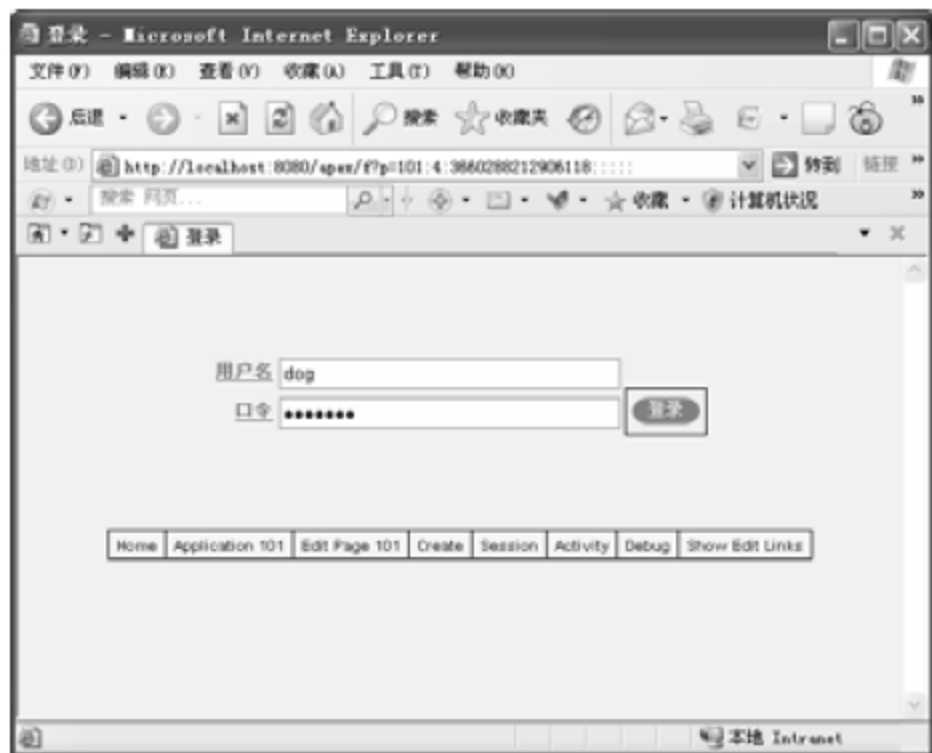 登录 - Microsoft Internet Explorer
文件(F) 编辑(E) 查看(V) 收藏(A) 工具(T) 帮助(H)
后退 搜索 收藏夹
地址(D) http://localhost:8080/apex/f?p=101:4:3660288212906118::::: 转到 链接
搜索 网页... 收藏 计算机状况
登录
用户名 dog
口令 •••••••
登录
Home Application 101 Edit Page 101 Create Session Activity Debug Show Edit Links
本地 Intranet